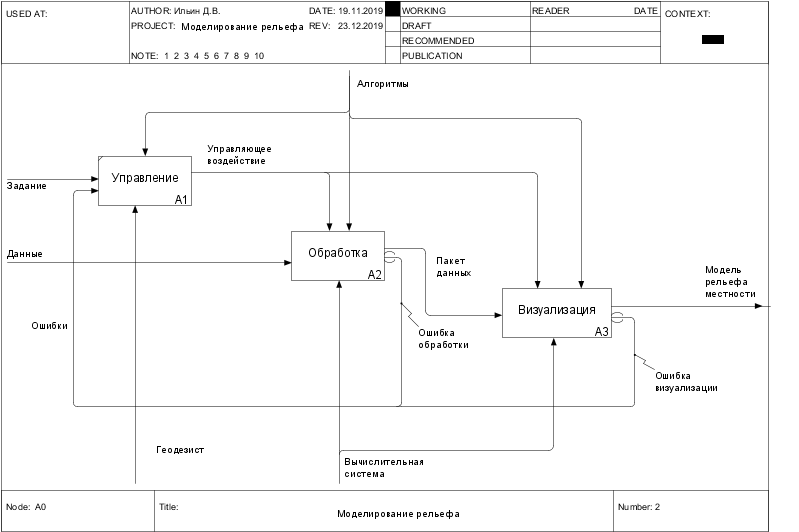 USED AT:
AUTHOR: Ильин Д.В.
DATE: 19.11.2019
WORKING
READER
DATE
CONTEXT:
PROJECT: Моделирование рельефа
REV: 23.12.2019
DRAFT
RECOMMENDED
NOTE: 1 2 3 4 5 6 7 8 9 10
PUBLICATION
Алгоритмы
Управляющее
воздействие
Управление
A1
Задание
Данные
Обработка
A2
Пакет
данных
Модель
рельефа
местности
Визуализация
A3
Ошибки
Ошибка
обработки
Ошибка
визуализации
Геодезист
Вычислительная
система
Node: A0
Title:
Моделирование рельефа
Number: 2